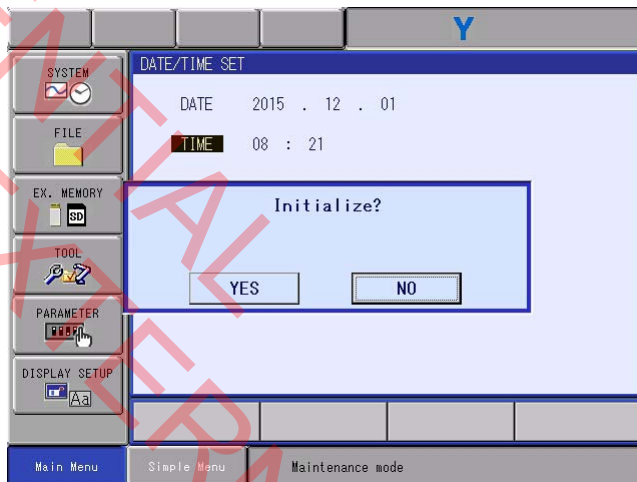 Y
SYSTEM
FILE
EX. MEMORY
SD
TOOL
PARAMETER
DISPLAY SETUP
Aa
DATE/TIME SET
DATE 2015 . 12 . 01
TIME 08 : 21
Initialize?
YES NO
Main Menu Simple Menu Maintenance mode